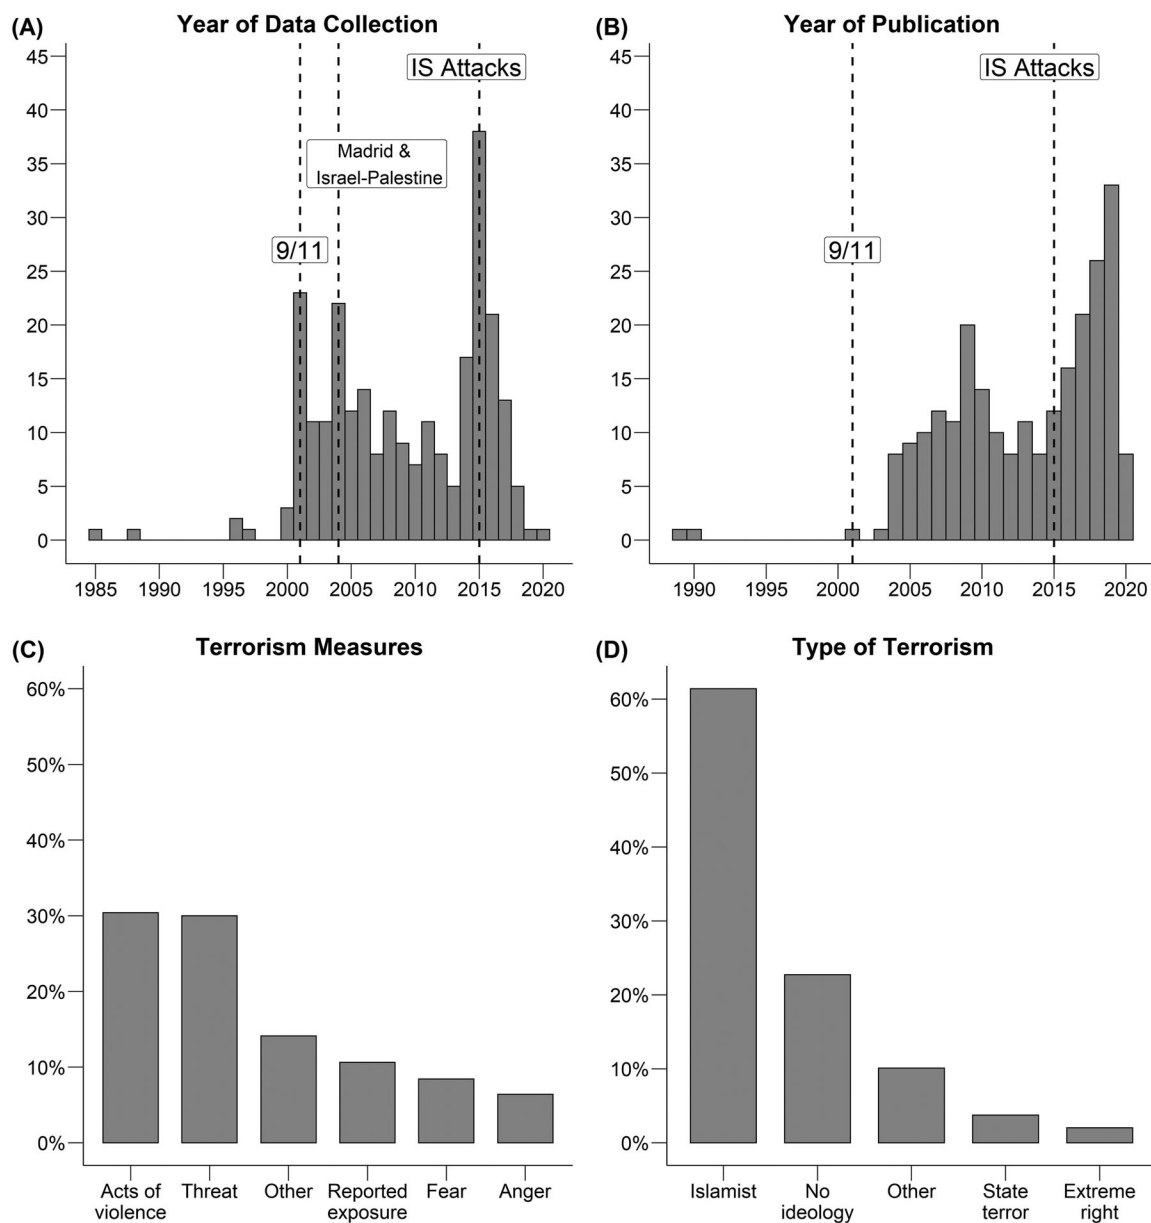 (A)
Year of Data Collection
45
40
35
30
25
20
15
10
5
0
IS Attacks
Madrid &
Israel-Palestine
9/11
1985 1990 1995 2000 2005 2010 2015 2020
(B)
Year of Publication
45
40
35
30
25
20
15
10
5
0
IS Attacks
9/11
1990 1995 2000 2005 2010 2015 2020
(C)
Terrorism Measures
60%
50%
40%
30%
20%
10%
0%
Acts of
violence
Threat
Other
Reported
exposure
Fear
Anger
(D)
Type of Terrorism
60%
50%
40%
30%
20%
10%
0%
Islamist
No
ideology
Other
State
terror
Extreme
right